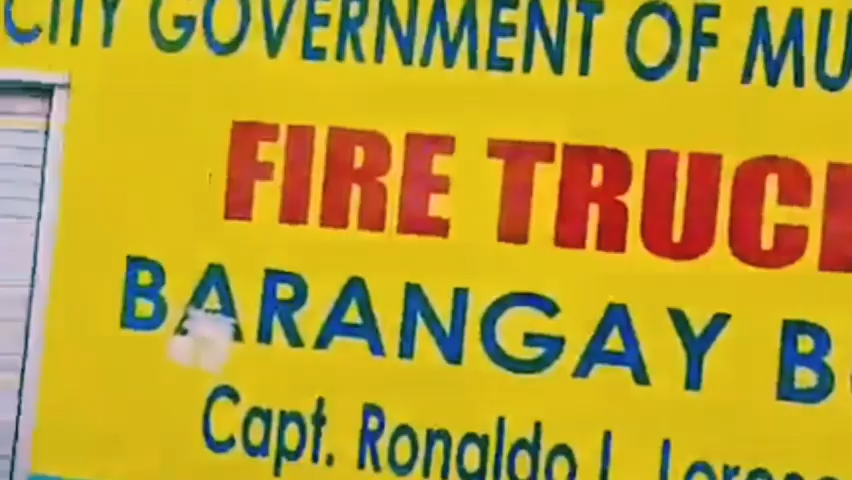 CITY GOVERNMENT OF MU
FIRE TRUC
BARANGAY B
Capt. Ronaldo L.